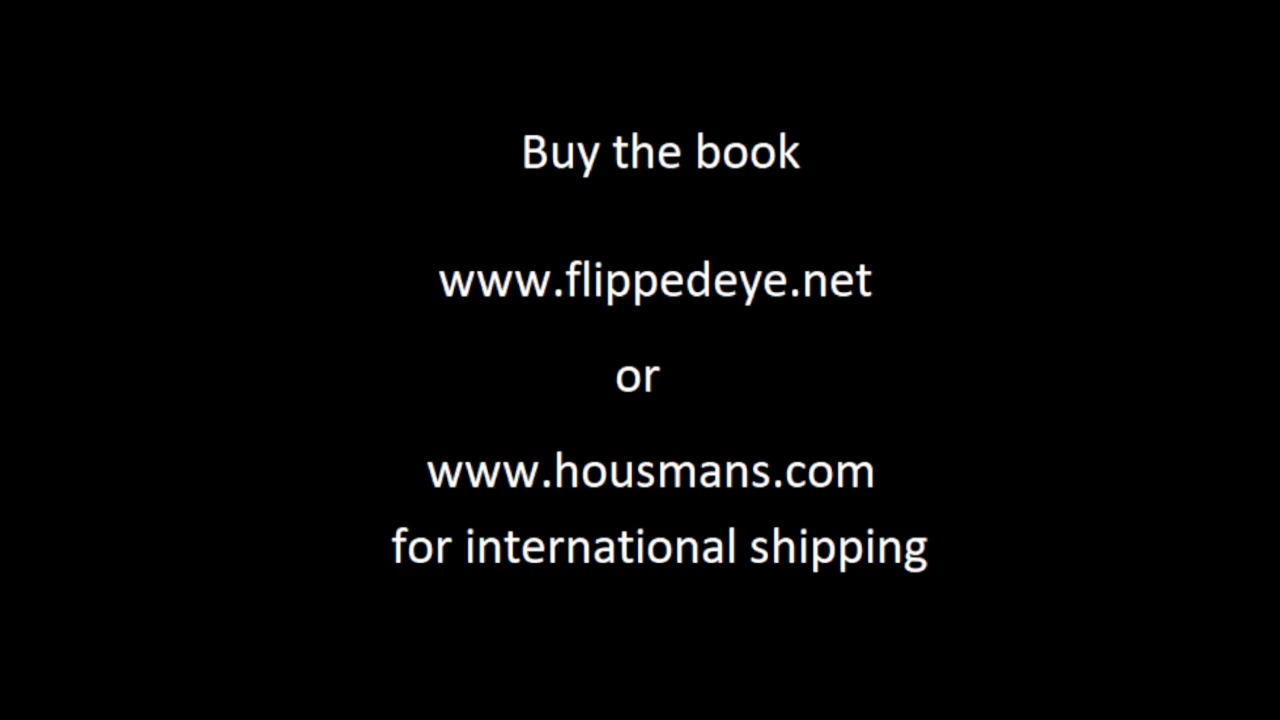 Buy the book
www.flippedeye.net
or
www.housmans.com
for international shipping